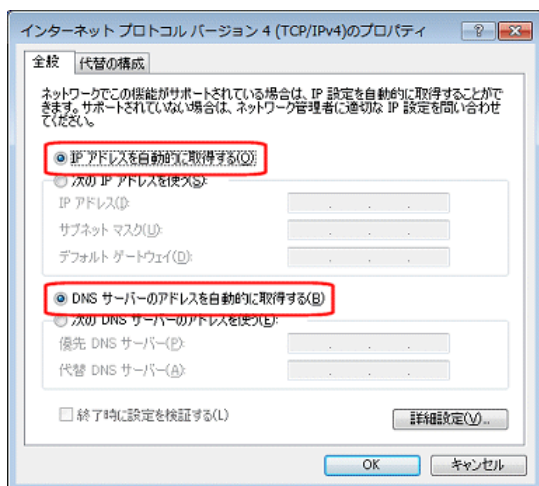 インターネット プロトコル バージョン 4 (TCP/IPv4)のプロパティ
全般 代替の構成
ネットワークでこの機能がサポートされている場合は、IP 設定を自動的に取得することがで
きます。サポートされていない場合は、ネットワーク管理者に適切な IP 設定を問い合わせ
てください。
IP アドレスを自動的に取得する(O)
次の IP アドレスを使う(S):
IP アドレス(I):
サブネット マスク(U):
デフォルト ゲートウェイ(D):
DNS サーバーのアドレスを自動的に取得する(B)
次の DNS サーバーのアドレスを使う(E):
優先 DNS サーバー(P):
代替 DNS サーバー(A):
終了時に設定を検証する(L)
詳細設定(V)...
OK キャンセル